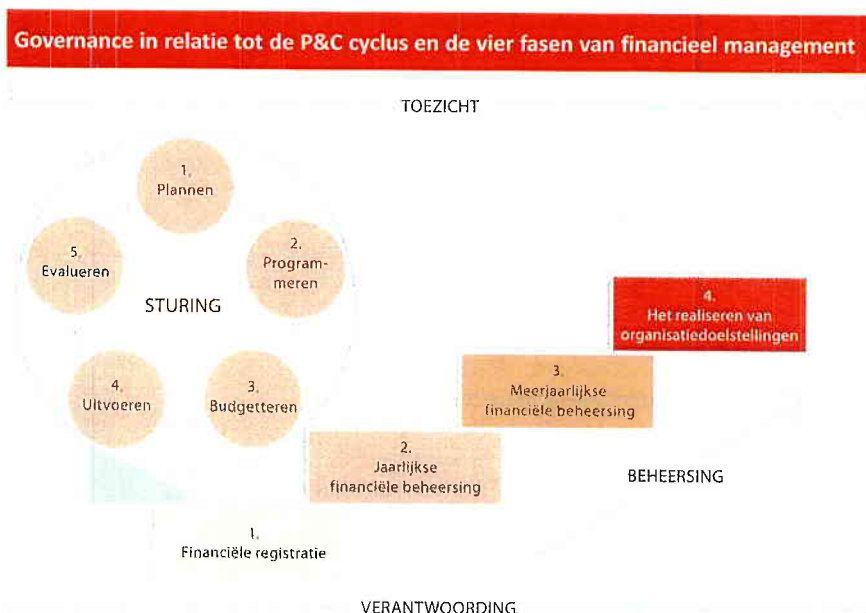 Governance in relatie tot de P&C cyclus en de vier fasen van financieel management
TOEZICHT
1.
Plannen
2.
Program-
meren
5.
Evalueren
STURING
4.
Uitvoeren
3.
Budgetteren
4.
Het realiseren van
organisatiedoelstellingen
3.
Meerjaarlijkse
financiële beheersing
2.
Jaarlijkse
financiële beheersing
BEHEERSING
1.
Financiële registratie
VERANTWOORDING